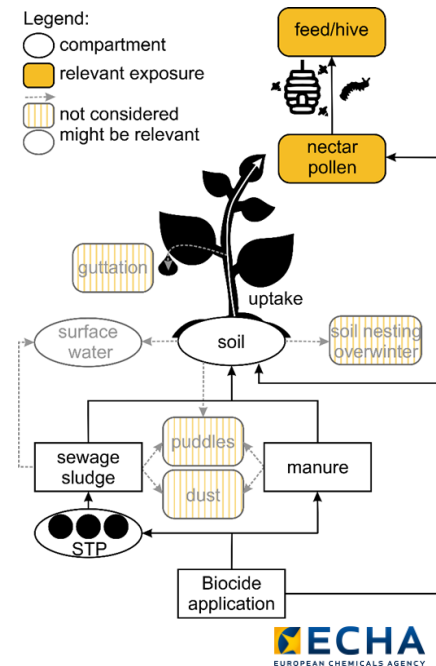 Legend:
compartment
relevant exposure
not considered
might be relevant
feed/hive
nectar
pollen
guttation
uptake
surface
water
soil
soil nesting
overwinter
sewage
sludge
puddles
dust
manure
STP
Biocide
application
ECHA
EUROPEAN CHEMICALS AGENCY